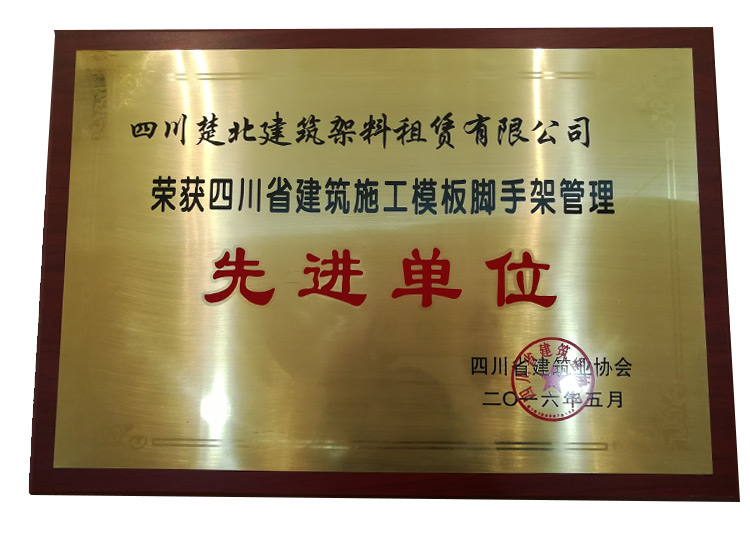 四川楚北建筑架料租赁有限公司
荣获四川省建筑施工模板脚手架管理
先进单位
四川省建筑业协会
二〇一六年五月